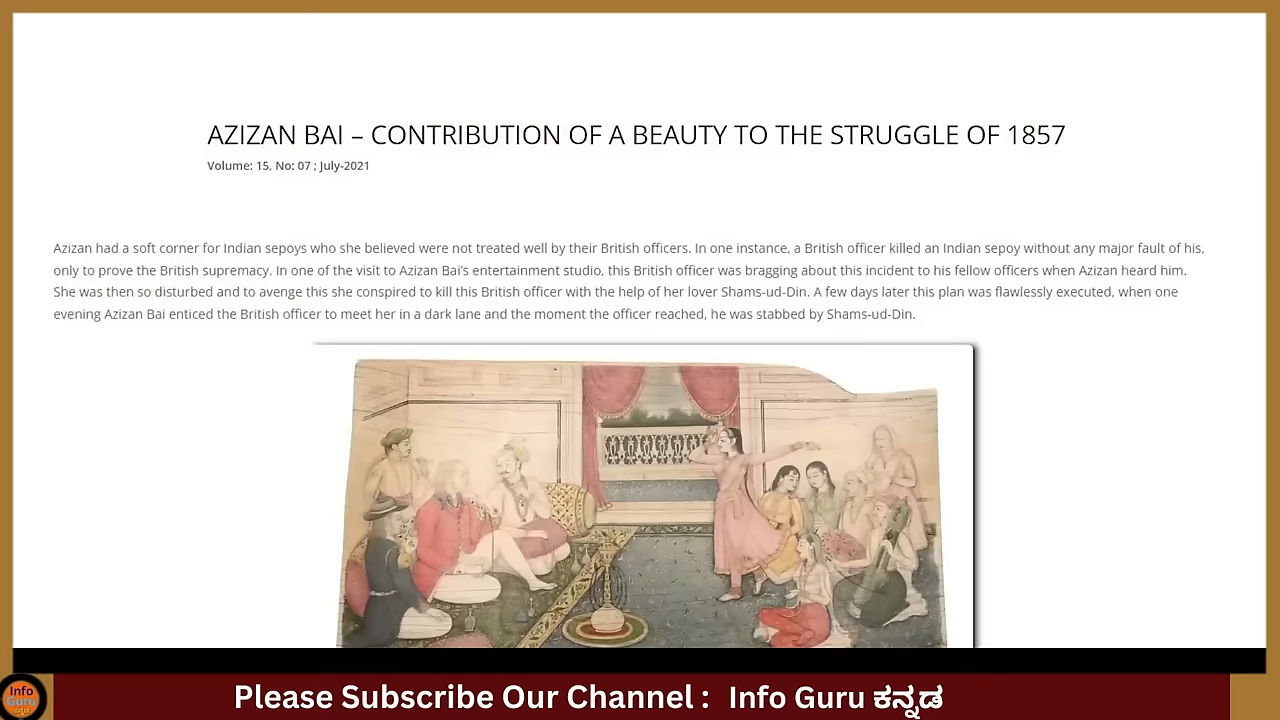 AZIZAN BAI – CONTRIBUTION OF A BEAUTY TO THE STRUGGLE OF 1857
Volume: 15, No: 07 ; July-2021
Azizan had a soft corner for Indian sepoys who she believed were not treated well by their British officers. In one instance, a British officer killed an Indian sepoy without any major fault of his,
only to prove the British supremacy. In one of the visit to Azizan Bai’s entertainment studio, this British officer was bragging about this incident to his fellow officers when Azizan heard him.
She was then so disturbed and to avenge this she conspired to kill this British officer with the help of her lover Shams-ud-Din. A few days later this plan was flawlessly executed, when one
evening Azizan Bai enticed the British officer to meet her in a dark lane and the moment the officer reached, he was stabbed by Shams-ud-Din.
Please Subscribe Our Channel : Info Guru ಕನ್ನಡ
Info
Guru
ಕನ್ನಡ